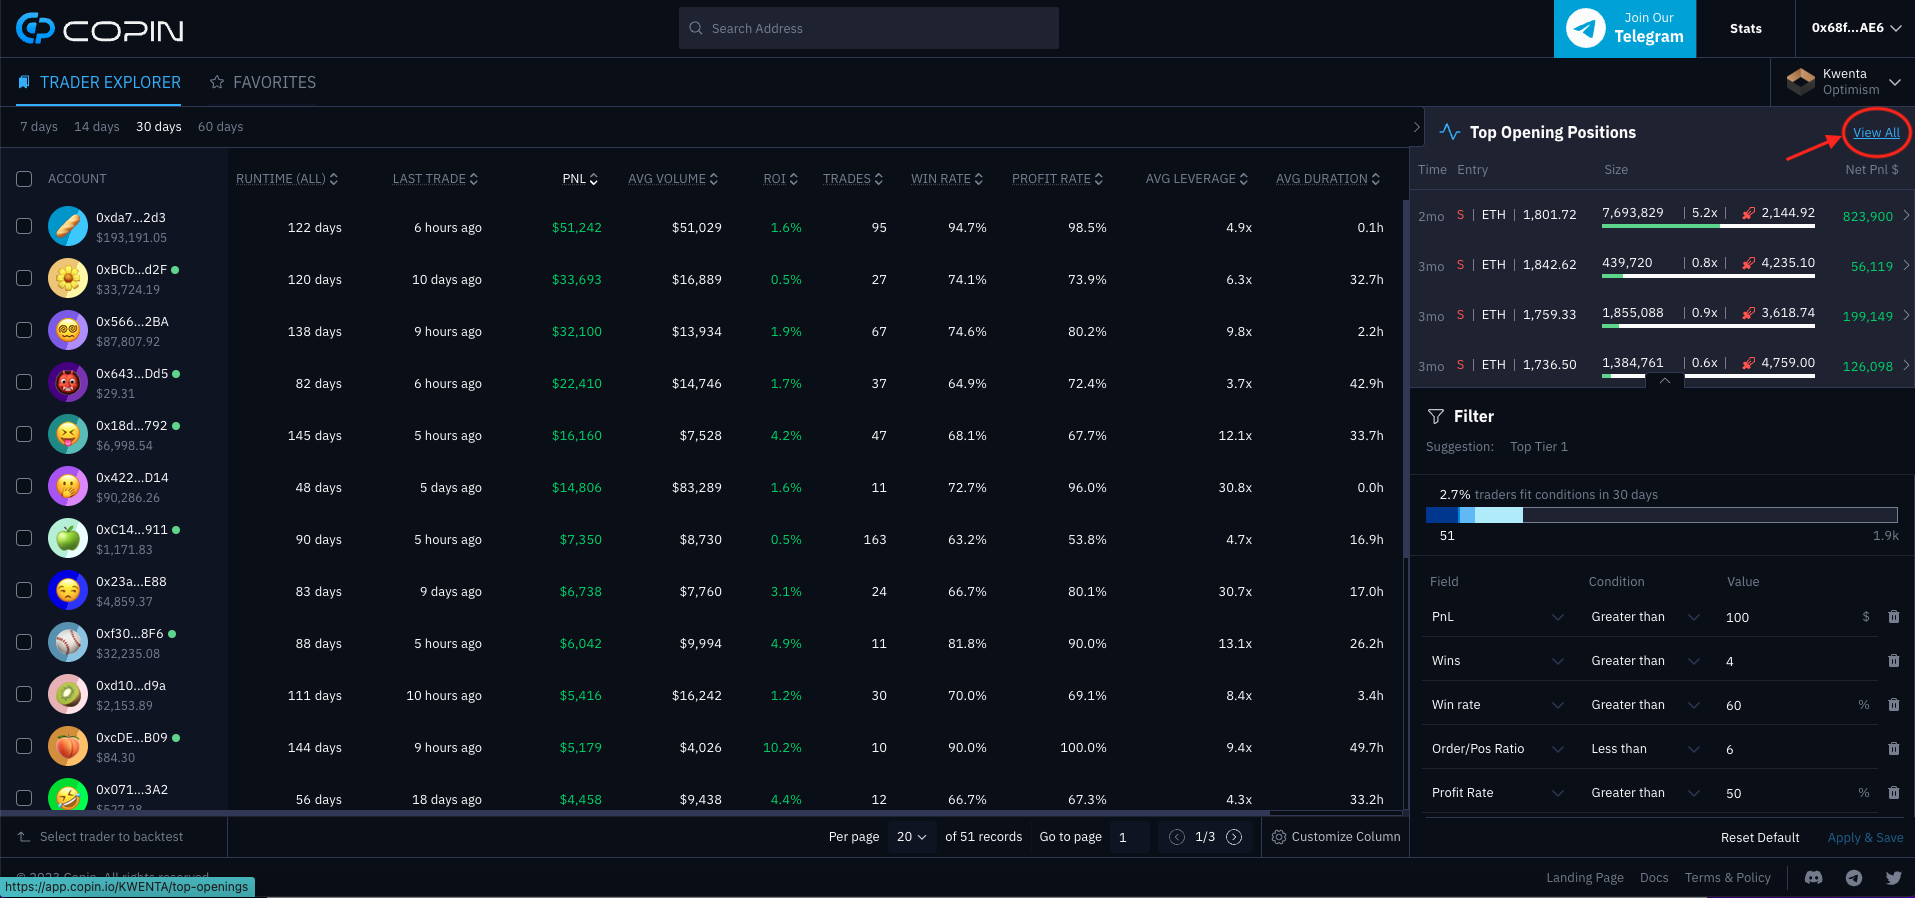 COPIN
Search Address
Join Our
Telegram
Stats
0x68f...AE6
TRADER EXPLORER
FAVORITES
Kwenta
Optimism
7 days 14 days 30 days 60 days
ACCOUNT RUNTIME (ALL) LAST TRADE PNL AVG VOLUME ROI TRADES WIN RATE PROFIT RATE AVG LEVERAGE AVG DURATION
0xda7...2d3
$193,191.05
122 days 6 hours ago $51,242 $51,029 1.6% 95 94.7% 98.5% 4.9x 0.1h
0xBCb...d2F
$33,724.19
120 days 10 days ago $33,693 $16,889 0.5% 27 74.1% 73.9% 6.3x 32.7h
0x566...2BA
$87,807.92
138 days 9 hours ago $32,100 $13,934 1.9% 67 74.6% 80.2% 9.8x 2.2h
0x643...Dd5
$29.31
82 days 6 hours ago $22,410 $14,746 1.7% 37 64.9% 72.4% 3.7x 42.9h
0x18d...792
$6,998.54
145 days 5 hours ago $16,160 $7,528 4.2% 47 68.1% 67.7% 12.1x 33.7h
0x422...D14
$90,286.26
48 days 5 days ago $14,806 $83,289 1.6% 11 72.7% 96.0% 30.8x 0.0h
0xC14...911
$1,171.83
90 days 5 hours ago $7,350 $8,730 0.5% 163 63.2% 53.8% 4.7x 16.9h
0x23a...E88
$4,859.37
83 days 9 days ago $6,738 $7,760 3.1% 24 66.7% 80.1% 30.7x 17.0h
0xf30...8F6
$32,235.08
88 days 5 hours ago $6,042 $9,994 4.9% 11 81.8% 90.0% 13.1x 26.2h
0xd10...d9a
$2,153.89
111 days 10 hours ago $5,416 $16,242 1.2% 30 70.0% 69.1% 8.4x 3.4h
0xcDE...B09
$84.30
144 days 9 hours ago $5,179 $4,026 10.2% 10 90.0% 100.0% 9.4x 49.7h
0x071...3A2
$527.28
56 days 18 days ago $4,458 $9,438 4.4% 12 66.7% 67.3% 4.3x 33.2h
Select trader to backtest
Per page 20 of 51 records Go to page 1 1/3
Customize Column
Top Opening Positions
View All
Time Entry Size Net Pnl $
2mo S | ETH | 1,801.72 7,693,829 | 5.2x | 2,144.92 823,900
3mo S | ETH | 1,842.62 439,720 | 0.8x | 4,235.10 56,119
3mo S | ETH | 1,759.33 1,855,088 | 0.9x | 3,618.74 199,149
3mo S | ETH | 1,736.50 1,384,761 | 0.6x | 4,759.00 126,098
Filter
Suggestion: Top Tier 1
2.7% traders fit conditions in 30 days
51 1.9k
Field Condition Value
PnL Greater than 100 $
Wins Greater than 4
Win rate Greater than 60 %
Order/Pos Ratio Less than 6
Profit Rate Greater than 50 %
Reset Default Apply & Save
© 2023 Copin. All rights reserved
https://app.copin.io/KWENTA/top-openings
Landing Page Docs Terms & Policy